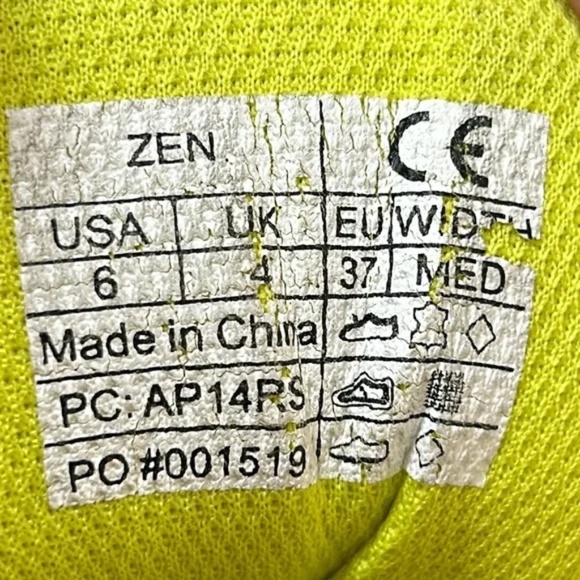 ZEN CE
USA UK EU WIDTH
6 4 37 MED
Made in China
PC: AP14RS
PO #001519